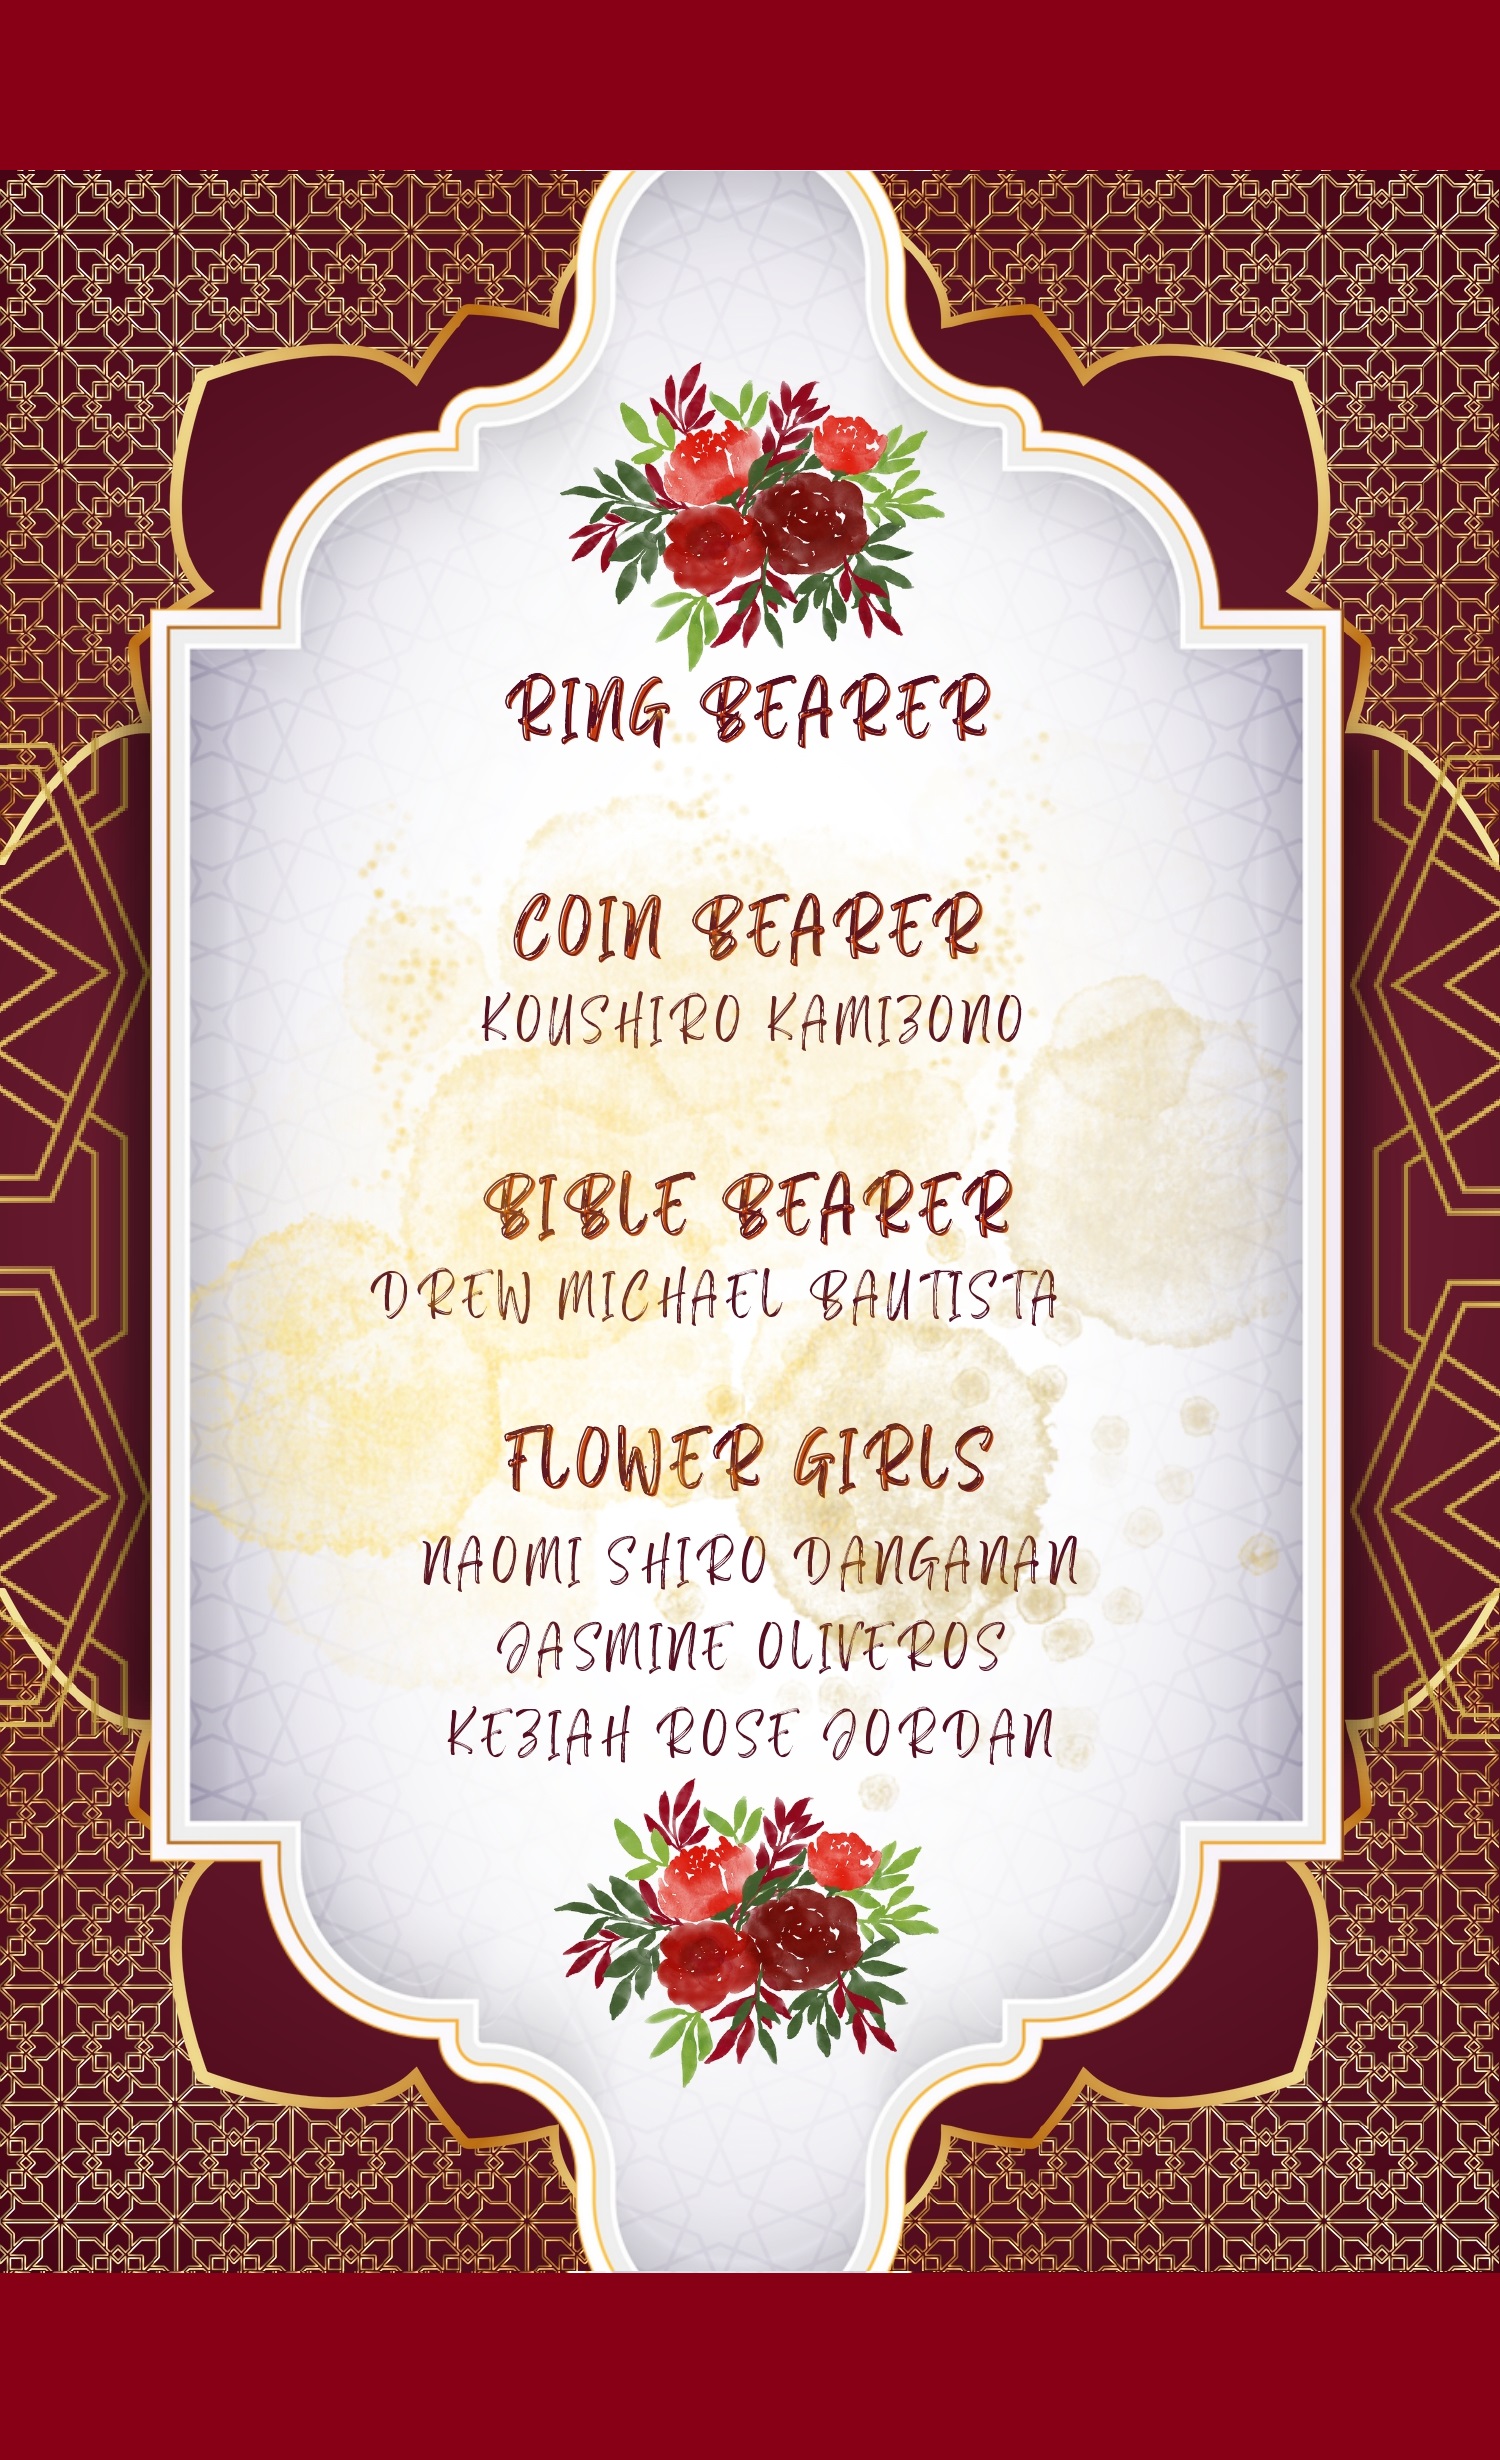 RING BEARER
COIN BEARER
KOUSHIRO KAMIZONO
BIBLE BEARER
DREW MICHAEL BAUTISTA
FLOWER GIRLS
NAOMI SHIRO DANGANAN
JASMINE OLIVEROS
KEZIAH ROSE JORDAN